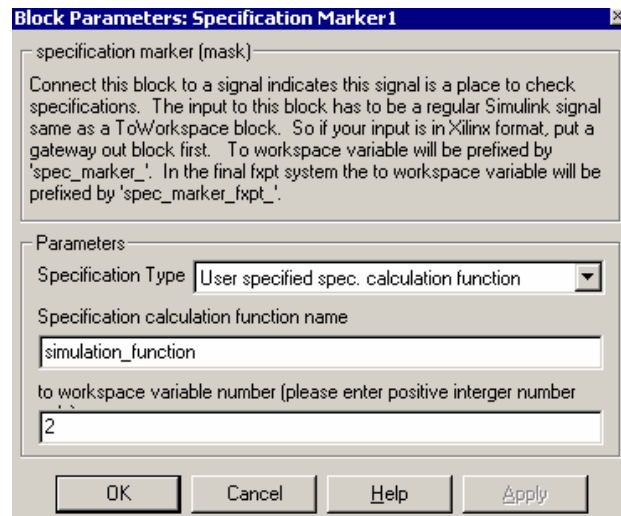 Block Parameters: Specification Marker1
specification marker (mask)
Connect this block to a signal indicates this signal is a place to check
specifications. The input to this block has to be a regular Simulink signal
same as a ToWorkspace block. So if your input is in Xilinx format, put a
gateway out block first. To workspace variable will be prefixed by
'spec_marker_'. In the final fxpt system the to workspace variable will be
prefixed by 'spec_marker_fxpt_'.
Parameters
Specification Type User specified spec. calculation function
Specification calculation function name
simulation_function
to workspace variable number (please enter positive interger number
2
OK Cancel Help Apply